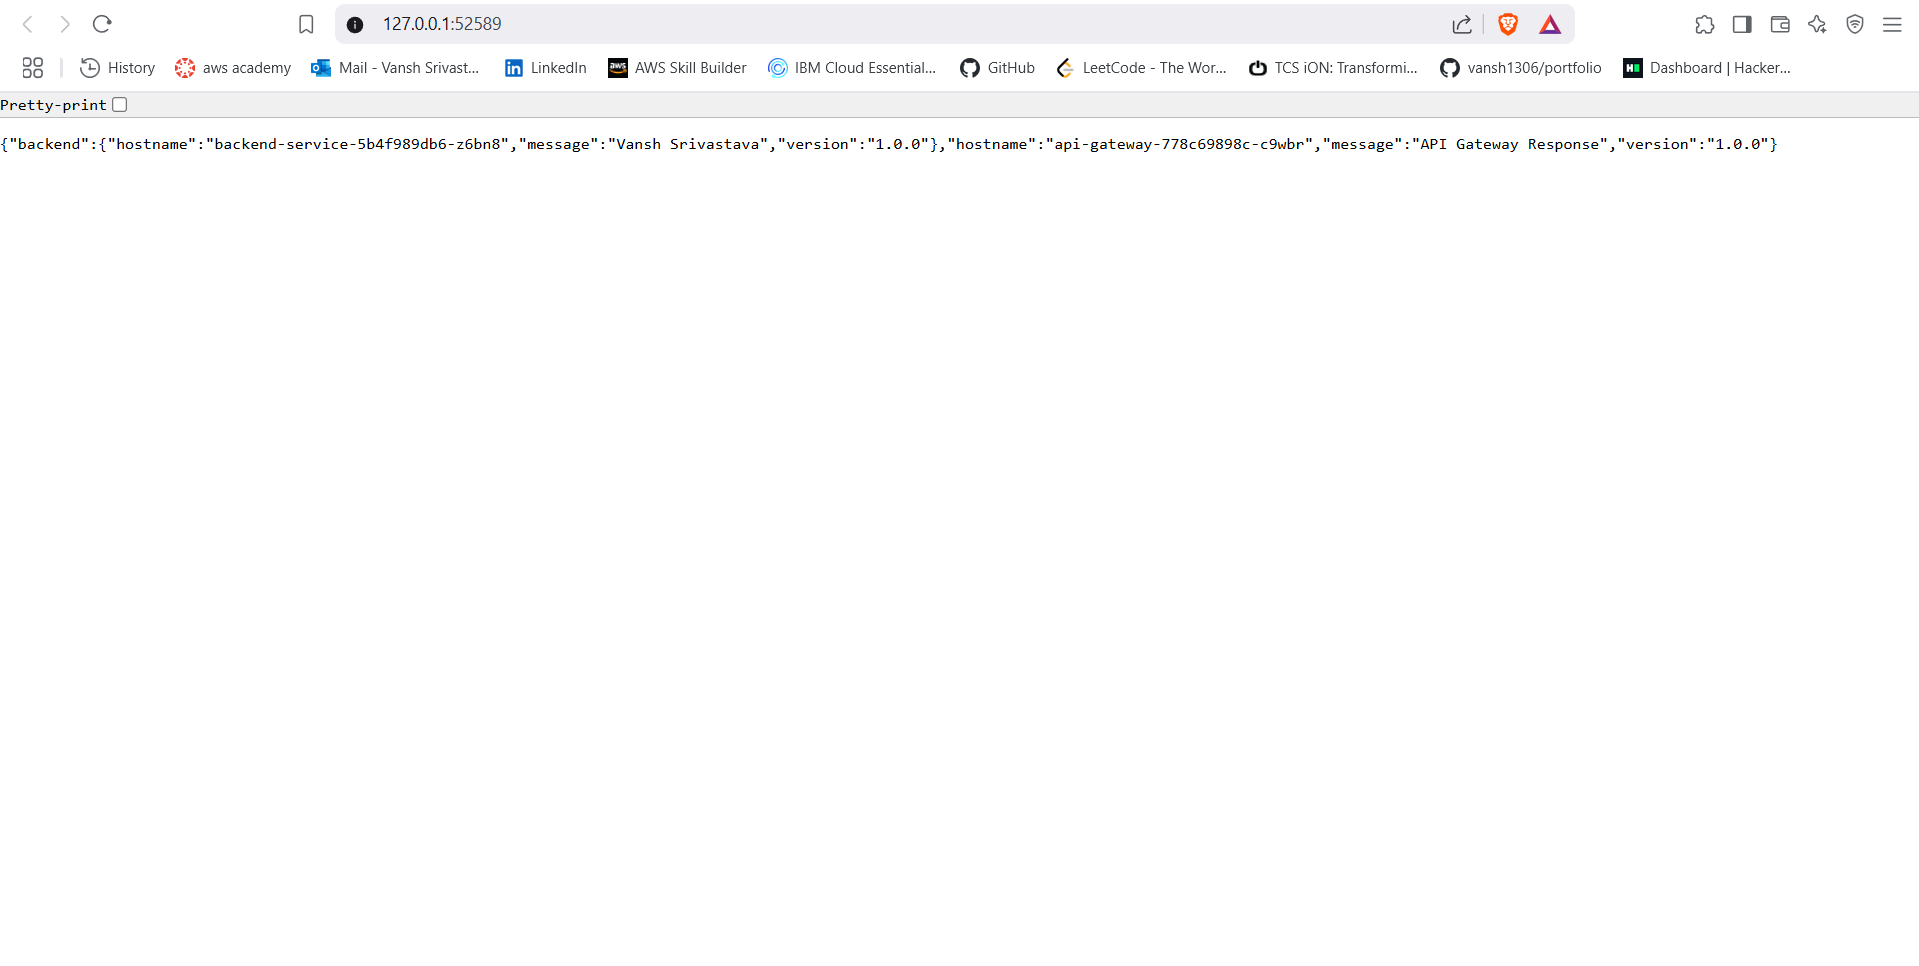 127.0.0.1:52589
History aws academy Mail - Vansh Srivast... LinkedIn AWS Skill Builder IBM Cloud Essential... GitHub LeetCode - The Wor... TCS iON: Transformi... vansh1306/portfolio Dashboard | Hacker...
Pretty-print
{"backend":{"hostname":"backend-service-5b4f989db6-z6bn8","message":"Vansh Srivastava","version":"1.0.0"},"hostname":"api-gateway-778c69898c-c9wbr","message":"API Gateway Response","version":"1.0.0"}